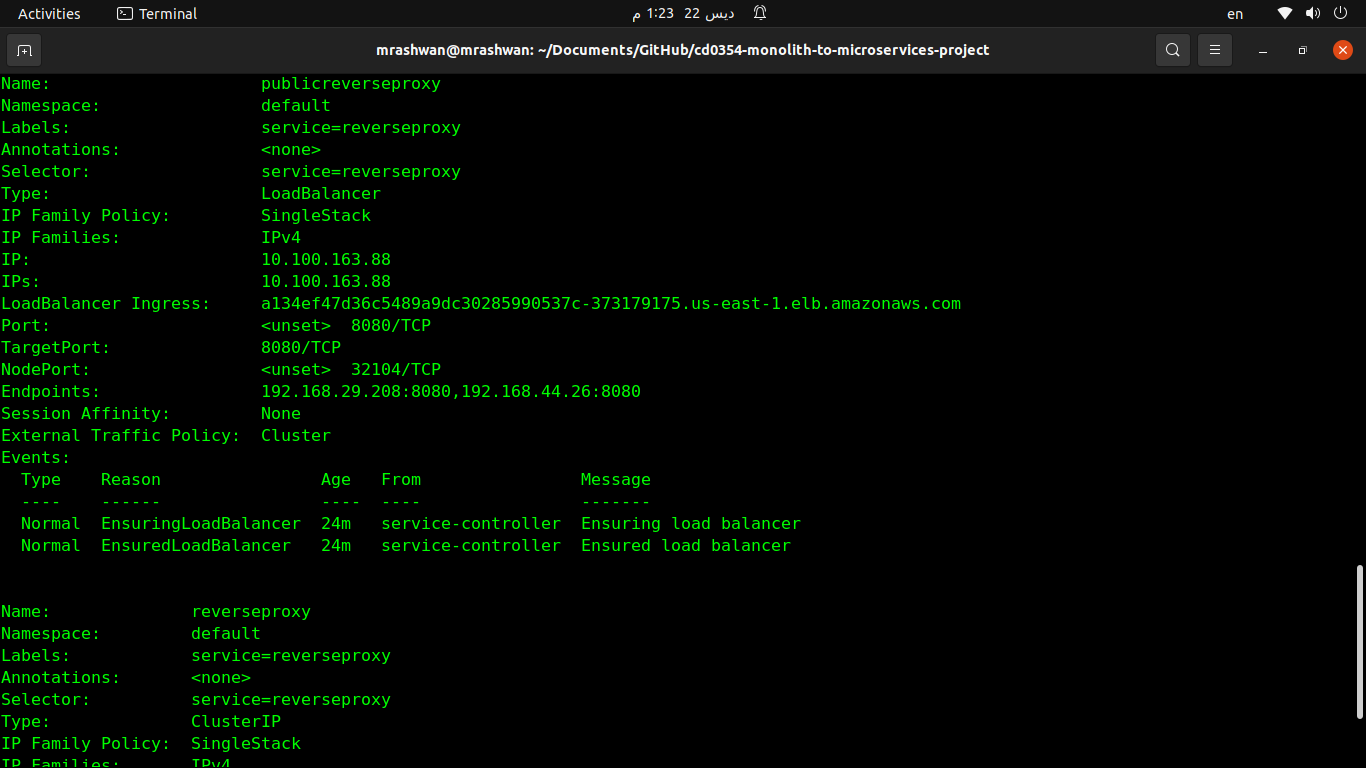 Activities Terminal ديس 22 1:23 م en
mrashwan@mrashwan: ~/Documents/GitHub/cd0354-monolith-to-microservices-project
Name: publicreverseproxy
Namespace: default
Labels: service=reverseproxy
Annotations: <none>
Selector: service=reverseproxy
Type: LoadBalancer
IP Family Policy: SingleStack
IP Families: IPv4
IP: 10.100.163.88
IPs: 10.100.163.88
LoadBalancer Ingress: a134ef47d36c5489a9dc30285990537c-373179175.us-east-1.elb.amazonaws.com
Port: <unset> 8080/TCP
TargetPort: 8080/TCP
NodePort: <unset> 32104/TCP
Endpoints: 192.168.29.208:8080,192.168.44.26:8080
Session Affinity: None
External Traffic Policy: Cluster
Events:
Type Reason Age From Message
---- ------ ---- ---- -------
Normal EnsuringLoadBalancer 24m service-controller Ensuring load balancer
Normal EnsuredLoadBalancer 24m service-controller Ensured load balancer
Name: reverseproxy
Namespace: default
Labels: service=reverseproxy
Annotations: <none>
Selector: service=reverseproxy
Type: ClusterIP
IP Family Policy: SingleStack
IP Families: IPv4